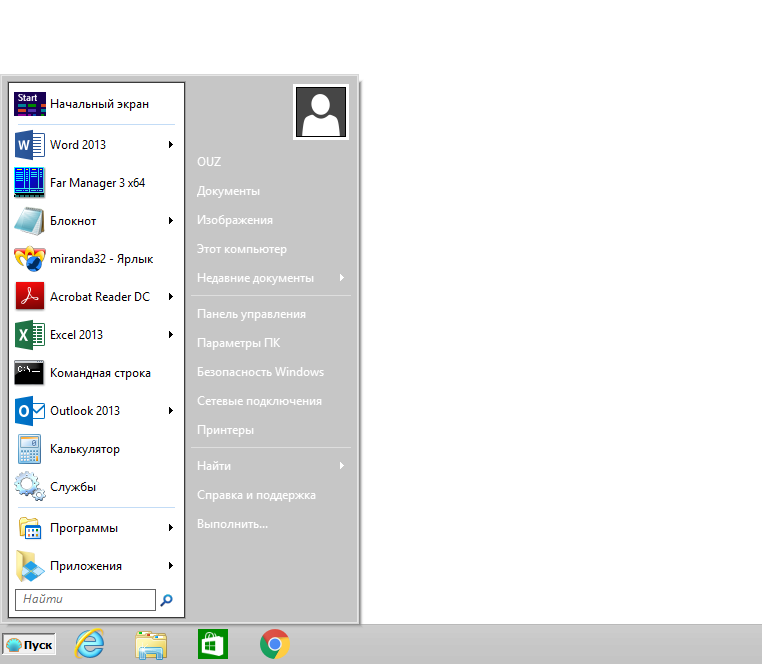 Start
Начальный экран
Word 2013
Far Manager 3 x64
Блокнот
miranda32 - Ярлык
Acrobat Reader DC
Excel 2013
C:\_
Командная строка
Outlook 2013
Калькулятор
Службы
Программы
Приложения
Найти
OUZ
Документы
Изображения
Этот компьютер
Недавние документы
Панель управления
Параметры ПК
Безопасность Windows
Сетевые подключения
Принтеры
Найти
Справка и поддержка
Выполнить...
Пуск